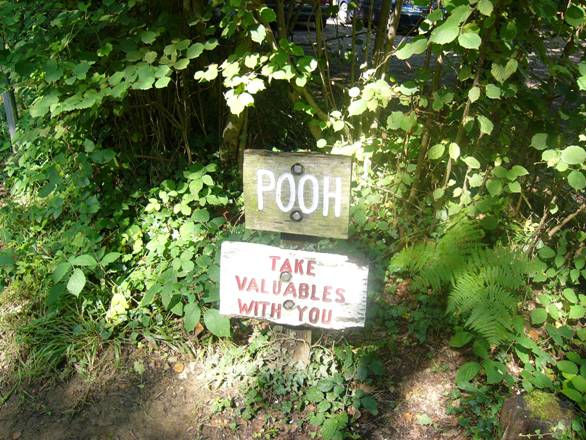 POOH
TAKE
VALUABLES
WITH YOU